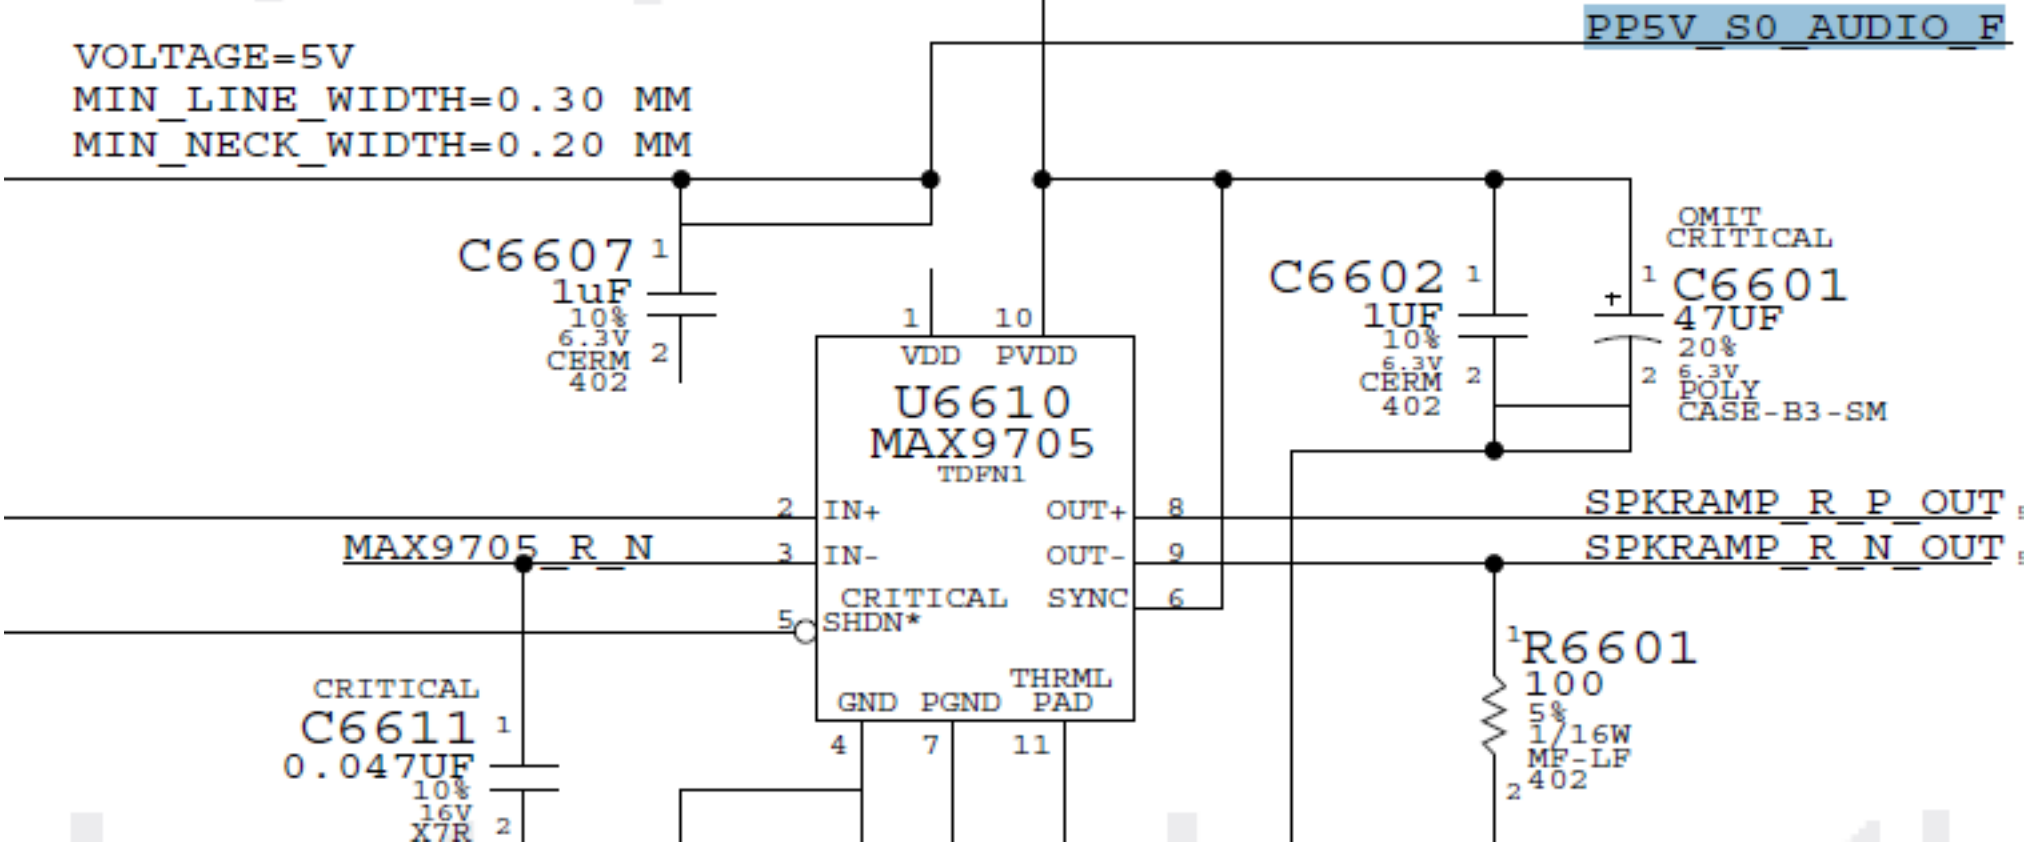 PP5V_S0_AUDIO_F
VOLTAGE=5V
MIN_LINE_WIDTH=0.30 MM
MIN_NECK_WIDTH=0.20 MM
C6607
1
1uF
10%
6.3V
CERM
402
2
1
10
VDD
PVDD
U6610
MAX9705
TDFN1
2
IN+
OUT+
8
MAX9705_R_N
3
IN-
OUT-
9
CRITICAL
SYNC
6
5
SHDN*
THRML
GND
PGND
PAD
4
7
11
C6602
1
1UF
10%
6.3V
CERM
402
2
OMIT
CRITICAL
1
+
C6601
47UF
20%
6.3V
POLY
CASE-B3-SM
2
SPKRAMP_R_P_OUT
SPKRAMP_R_N_OUT
1
R6601
100
5%
1/16W
MF-LF
402
2
CRITICAL
C6611
1
0.047UF
10%
16V
X7R
2